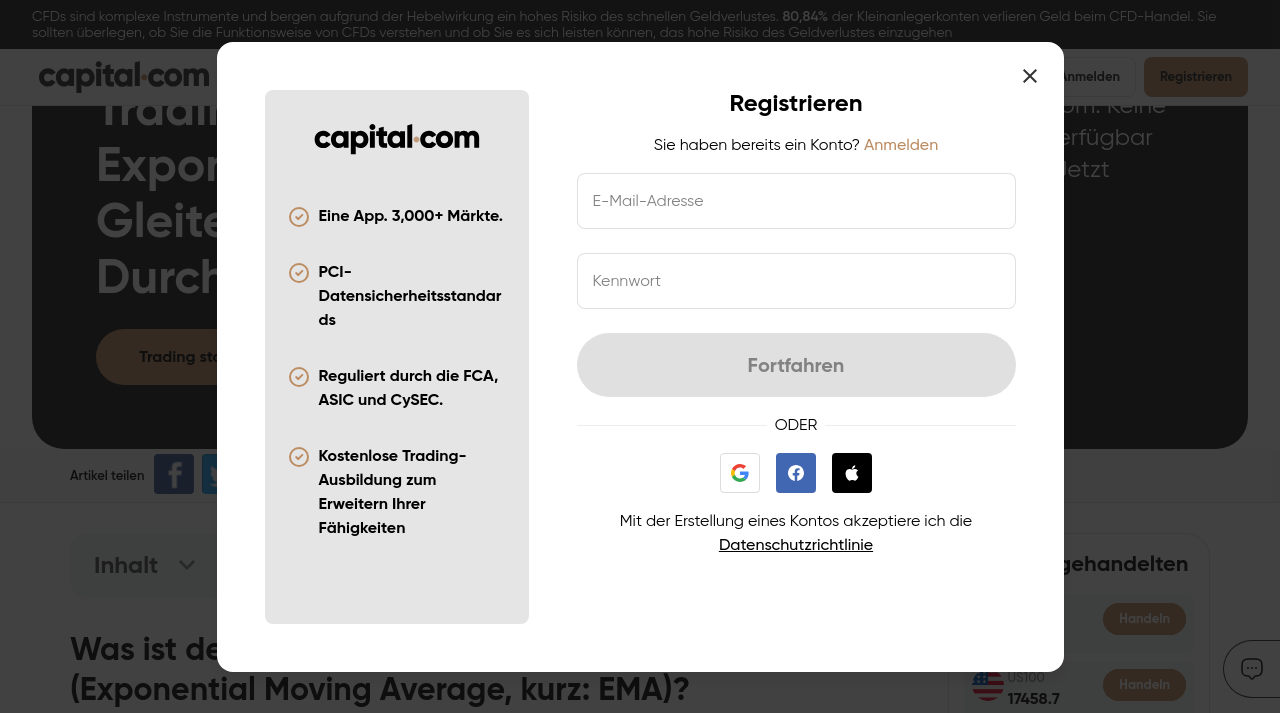 CFDs sind komplexe Instrumente und bergen aufgrund der Hebelwirkung ein hohes Risiko des schnellen Geldverlustes. 80,84% der Kleinanlegerkonten verlieren Geld beim CFD-Handel. Sie
sollten überlegen, ob Sie die Funktionsweise von CFDs verstehen und ob Sie es sich leisten können, das hohe Risiko des Geldverlustes einzugehen
capital.com
Anmelden
Registrieren
Trading
Keine
Expon
erfügbar
Jetzt
Gleite
Durch
Trading sta
Artikel teilen
Inhalt
gehandelten
Handeln
Was ist de
(Exponential Moving Average, kurz: EMA)?
US100
17458.7
Handeln
capital.com
Eine App. 3,000+ Märkte.
PCI-
Datensicherheitsstandar
ds
Reguliert durch die FCA,
ASIC und CySEC.
Kostenlose Trading-
Ausbildung zum
Erweitern Ihrer
Fähigkeiten
Registrieren
Sie haben bereits ein Konto? Anmelden
E-Mail-Adresse
Kennwort
Fortfahren
ODER
Mit der Erstellung eines Kontos akzeptiere ich die
Datenschutzrichtlinie